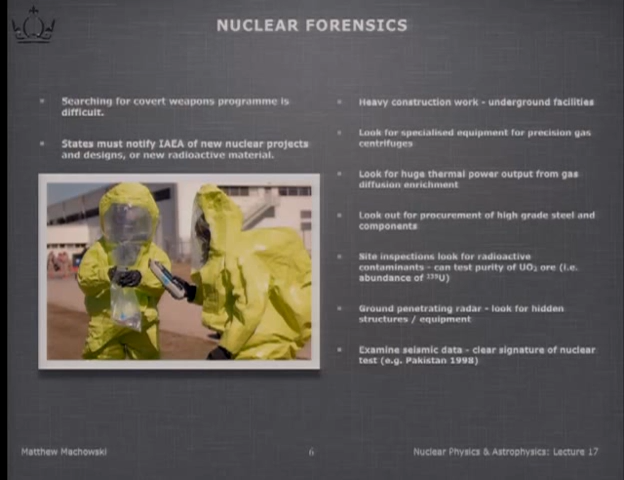 NUCLEAR FORENSICS
Searching for covert weapons programme is
difficult.
States must notify IAEA of new nuclear projects
and designs, or new radioactive material.
Heavy construction work - underground facilities
Look for specialised equipment for precision gas
centrifuges
Look for huge thermal power output from gas
diffusion enrichment
Look out for procurement of high grade steel and
components
Site inspections look for radioactive
contaminants - can test purity of UO₂ ore (i.e.
abundance of ²³⁵U)
Ground penetrating radar - look for hidden
structures / equipment
Examine seismic data - clear signature of nuclear
test (e.g. Pakistan 1998)
Matthew Machowski
6
Nuclear Physics & Astrophysics: Lecture 17